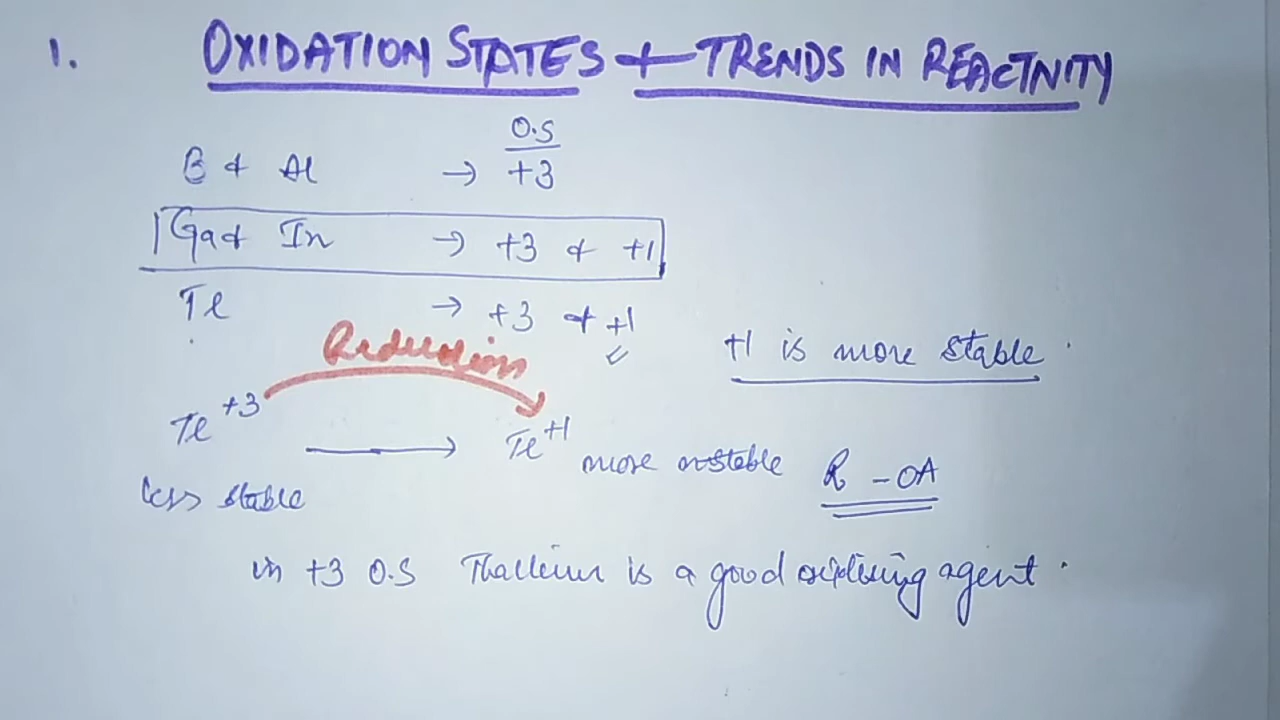 1. OXIDATION STATES + TRENDS IN REACTIVITY
O.S
B & Al → +3
Ga & In → +3 & +1
Tl → +3 & +1
+1 is more stable.
Reduction
Tl +3 → Tl +1 more stable R - OA
less stable
in +3 O.S Thallium is a good oxidising agent.